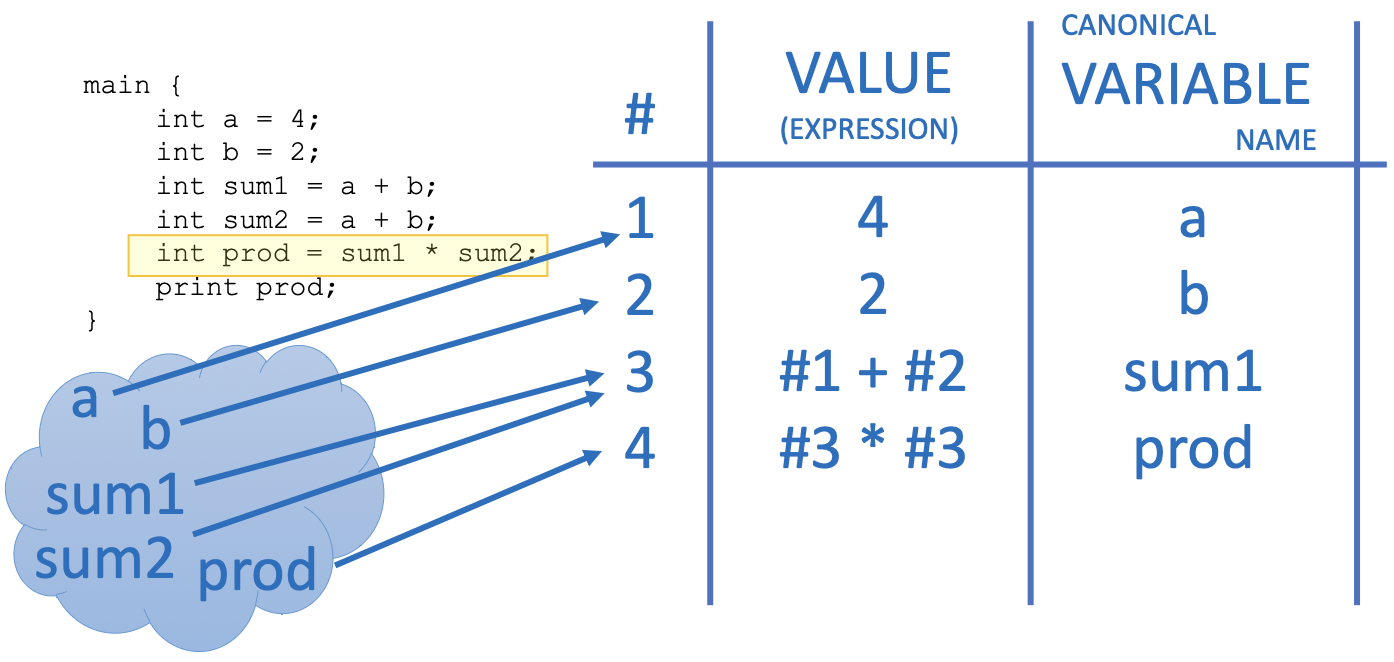 main {
int a = 4;
int b = 2;
int sum1 = a + b;
int sum2 = a + b;
int prod = sum1 * sum2;
print prod;
}
a
b
sum1
sum2
prod
#
VALUE
(EXPRESSION)
CANONICAL
VARIABLE
NAME
1 4 a
2 2 b
3 #1 + #2 sum1
4 #3 * #3 prod